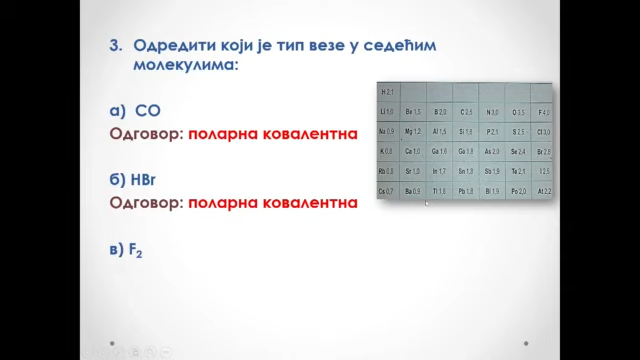 3. Одредити који је тип везе у седећим
молекулима:
а) CO
Одговор: поларна ковалентна
б) HBr
Одговор: поларна ковалентна
в) F₂
H 2,1
Li 1,0 Be 1,5 B 2,0 C 2,5 N 3,0 O 3,5 F 4,0
Na 0,9 Mg 1,2 Al 1,5 Si 1,8 P 2,1 S 2,5 Cl 3,0
K 0,8 Ca 1,0 Ga 1,6 Ge 1,8 As 2,0 Se 2,4 Br 2,8
Rb 0,8 Sr 1,0 In 1,7 Sn 1,8 Sb 1,9 Te 2,1 I 2,5
Cs 0,7 Ba 0,9 Tl 1,8 Pb 1,8 Bi 1,9 Po 2,0 At 2,2